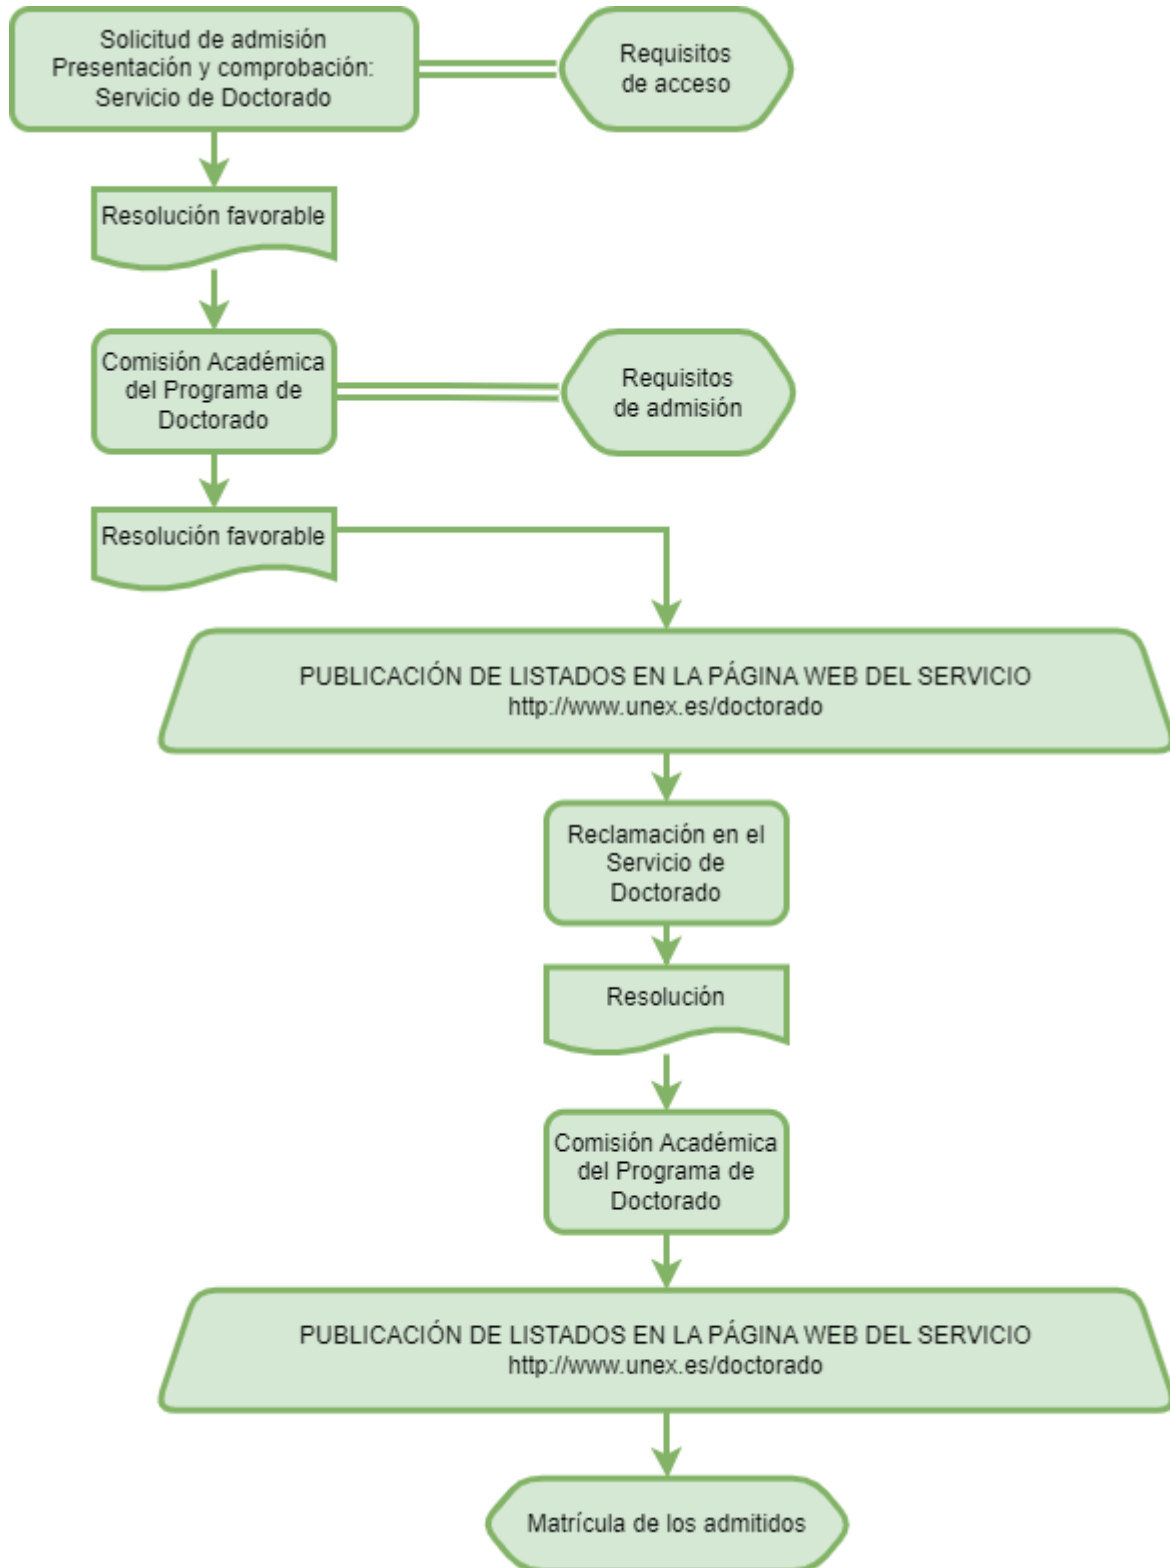 Solicitud de admisión
Presentación y comprobación:
Servicio de Doctorado
Requisitos
de acceso
Resolución favorable
Comisión Académica
del Programa de
Doctorado
Requisitos
de admisión
Resolución favorable
PUBLICACIÓN DE LISTADOS EN LA PÁGINA WEB DEL SERVICIO
http://www.unex.es/doctorado
Reclamación en el
Servicio de
Doctorado
Resolución
Comisión Académica
del Programa de
Doctorado
PUBLICACIÓN DE LISTADOS EN LA PÁGINA WEB DEL SERVICIO
http://www.unex.es/doctorado
Matrícula de los admitidos